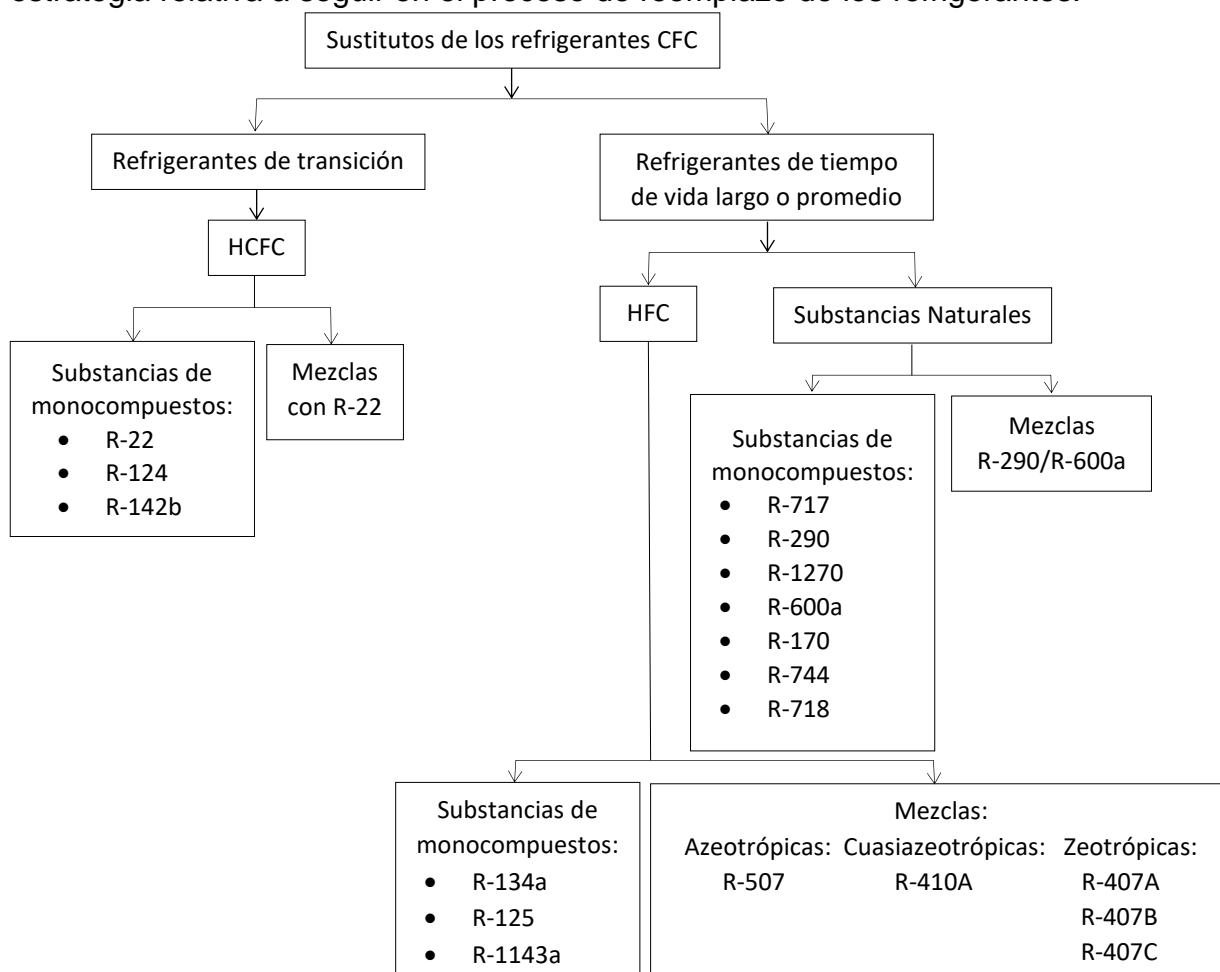 estrategia relativa a seguir en el proceso de reemplazo de los refrigerantes.
Sustitutos de los refrigerantes CFC
Refrigerantes de transición
Refrigerantes de tiempo
de vida largo o promedio
HCFC
HFC
Substancias Naturales
Substancias de
monocompuestos:
• R-22
• R-124
• R-142b
Mezclas
con R-22
Substancias de
monocompuestos:
• R-717
• R-290
• R-1270
• R-600a
• R-170
• R-744
• R-718
Mezclas
R-290/R-600a
Substancias de
monocompuestos:
• R-134a
• R-125
• R-1143a
Mezclas:
Azeotrópicas: Cuasiazeotrópicas: Zeotrópicas:
R-507 R-410A R-407A
R-407B
R-407C